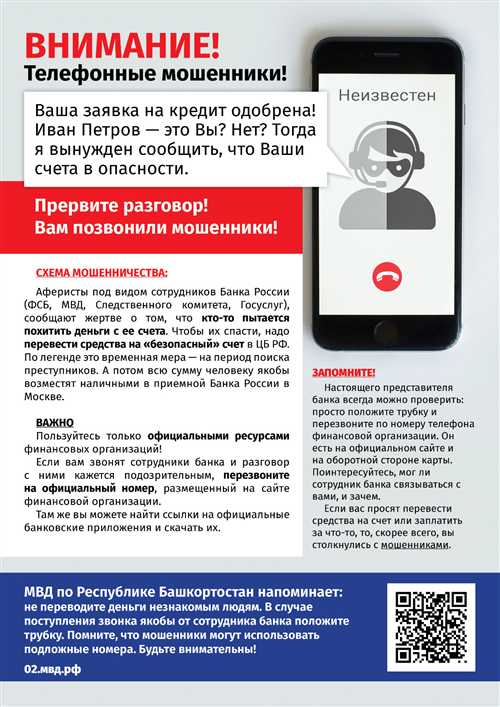 ВНИМАНИЕ!
Телефонные мошенники!
Ваша заявка на кредит одобрена!
Иван Петров — это Вы? Нет? Тогда
я вынужден сообщить, что Ваши
счета в опасности.
Неизвестен
Прервите разговор!
Вам позвонили мошенники!
СХЕМА МОШЕННИЧЕСТВА:
Аферисты под видом сотрудников Банка России
(ФСБ, МВД, Следственного комитета, Госуслуг),
сообщают жертве о том, что кто-то пытается
похитить деньги с ее счета. Чтобы их спасти, надо
перевести средства на «безопасный» счет в ЦБ РФ.
По легенде это временная мера — на период поиска
преступников. А потом всю сумму человеку якобы
возместят наличными в приемной Банка России в
Москве.
ВАЖНО
Пользуйтесь только официальными ресурсами
финансовых организаций!
Если вам звонят сотрудники банка и разговор
с ними кажется подозрительным, перезвоните
на официальный номер, размещенный на сайте
финансовой организации.
Там же вы можете найти ссылки на официальные
банковские приложения и скачать их.
ЗАПОМНИТЕ!
Настоящего представителя
банка всегда можно проверить:
просто положите трубку и
перезвоните по номеру телефона
финансовой организации. Он
есть на официальном сайте и
на оборотной стороне карты.
Поинтересуйтесь, мог ли
сотрудник банка связываться с
вами, и зачем.
Если вас просят перевести
средства на счет или заплатить
за что-то, то, скорее всего, вы
столкнулись с мошенниками.
МВД по Республике Башкортостан напоминает:
не переводите деньги незнакомым людям. В случае
поступления звонка якобы от сотрудника банка положите
трубку. Помните, что мошенники могут использовать
подложные номера. Будьте внимательны!
02.мвд.рф